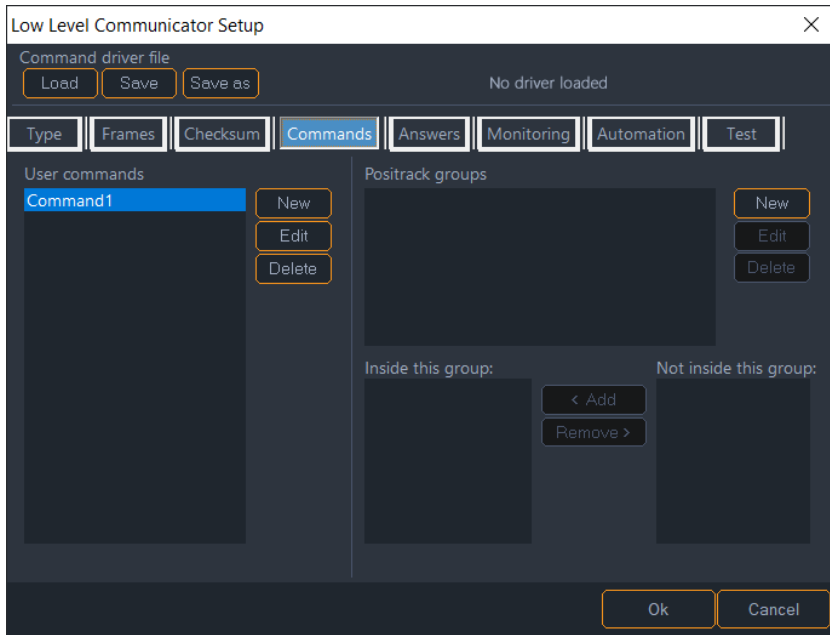 Low Level Communicator Setup
Command driver file
Load Save Save as No driver loaded
Type Frames Checksum Commands Answers Monitoring Automation Test
User commands Positrack groups
Command1 New New
Edit Edit
Delete Delete
Inside this group: Not inside this group:
< Add
Remove >
Ok Cancel